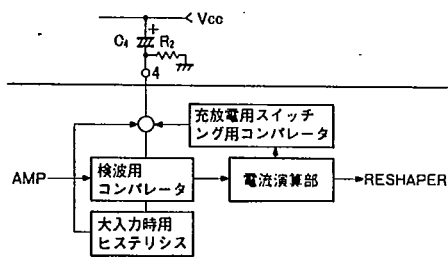 Vcc
+
C4 R2
4
充放電用スイッチ
ング用コンパレータ
AMP
検波用
コンパレータ
電流演算部
RESHAPER
大入力時用
ヒステリシス